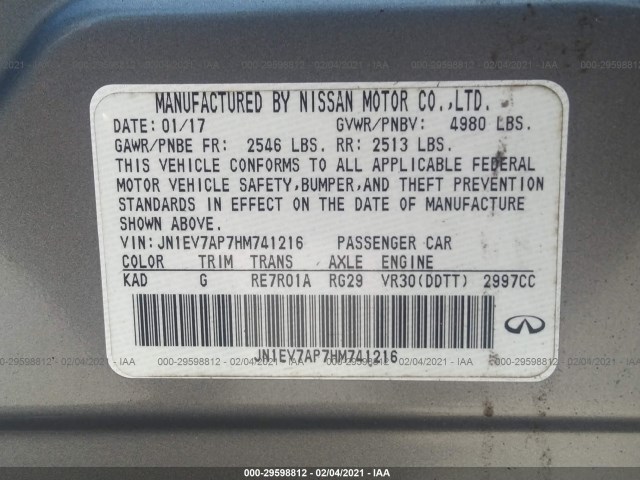 MANUFACTURED BY NISSAN MOTOR CO.,LTD.
DATE: 01/17 GVWR/PNBV: 4980 LBS.
GAWR/PNBE FR: 2546 LBS. RR: 2513 LBS.
THIS VEHICLE CONFORMS TO ALL APPLICABLE FEDERAL
MOTOR VEHICLE SAFETY,BUMPER,AND THEFT PREVENTION
STANDARDS IN EFFECT ON THE DATE OF MANUFACTURE
SHOWN ABOVE.
VIN: JN1EV7AP7HM741216 PASSENGER CAR
COLOR TRIM TRANS AXLE ENGINE
KAD G RE7R01A RG29 VR30(DDTT) 2997CC
JN1EV7AP7HM741216
000-29598812 - 02/04/2021 - IAA